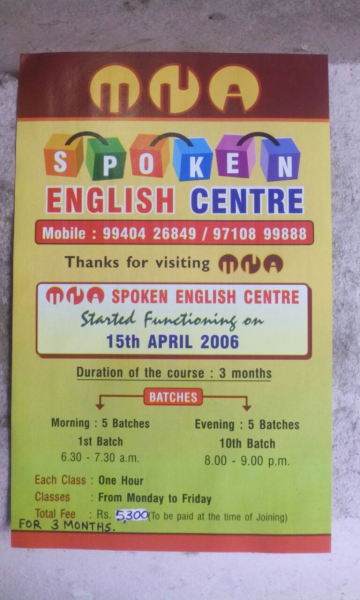 MNA
SPOKEN
ENGLISH CENTRE
Mobile : 99404 26849 / 97108 99888
Thanks for visiting MNA
MNA SPOKEN ENGLISH CENTRE
Started Functioning on
15th APRIL 2006
Duration of the course : 3 months
BATCHES
Morning : 5 Batches
1st Batch
6.30 - 7.30 a.m.
Evening : 5 Batches
10th Batch
8.00 - 9.00 p.m.
Each Class : One Hour
Classes : From Monday to Friday
Total Fee : Rs. 5,300 (To be paid at the time of Joining)
FOR 3 MONTHS.